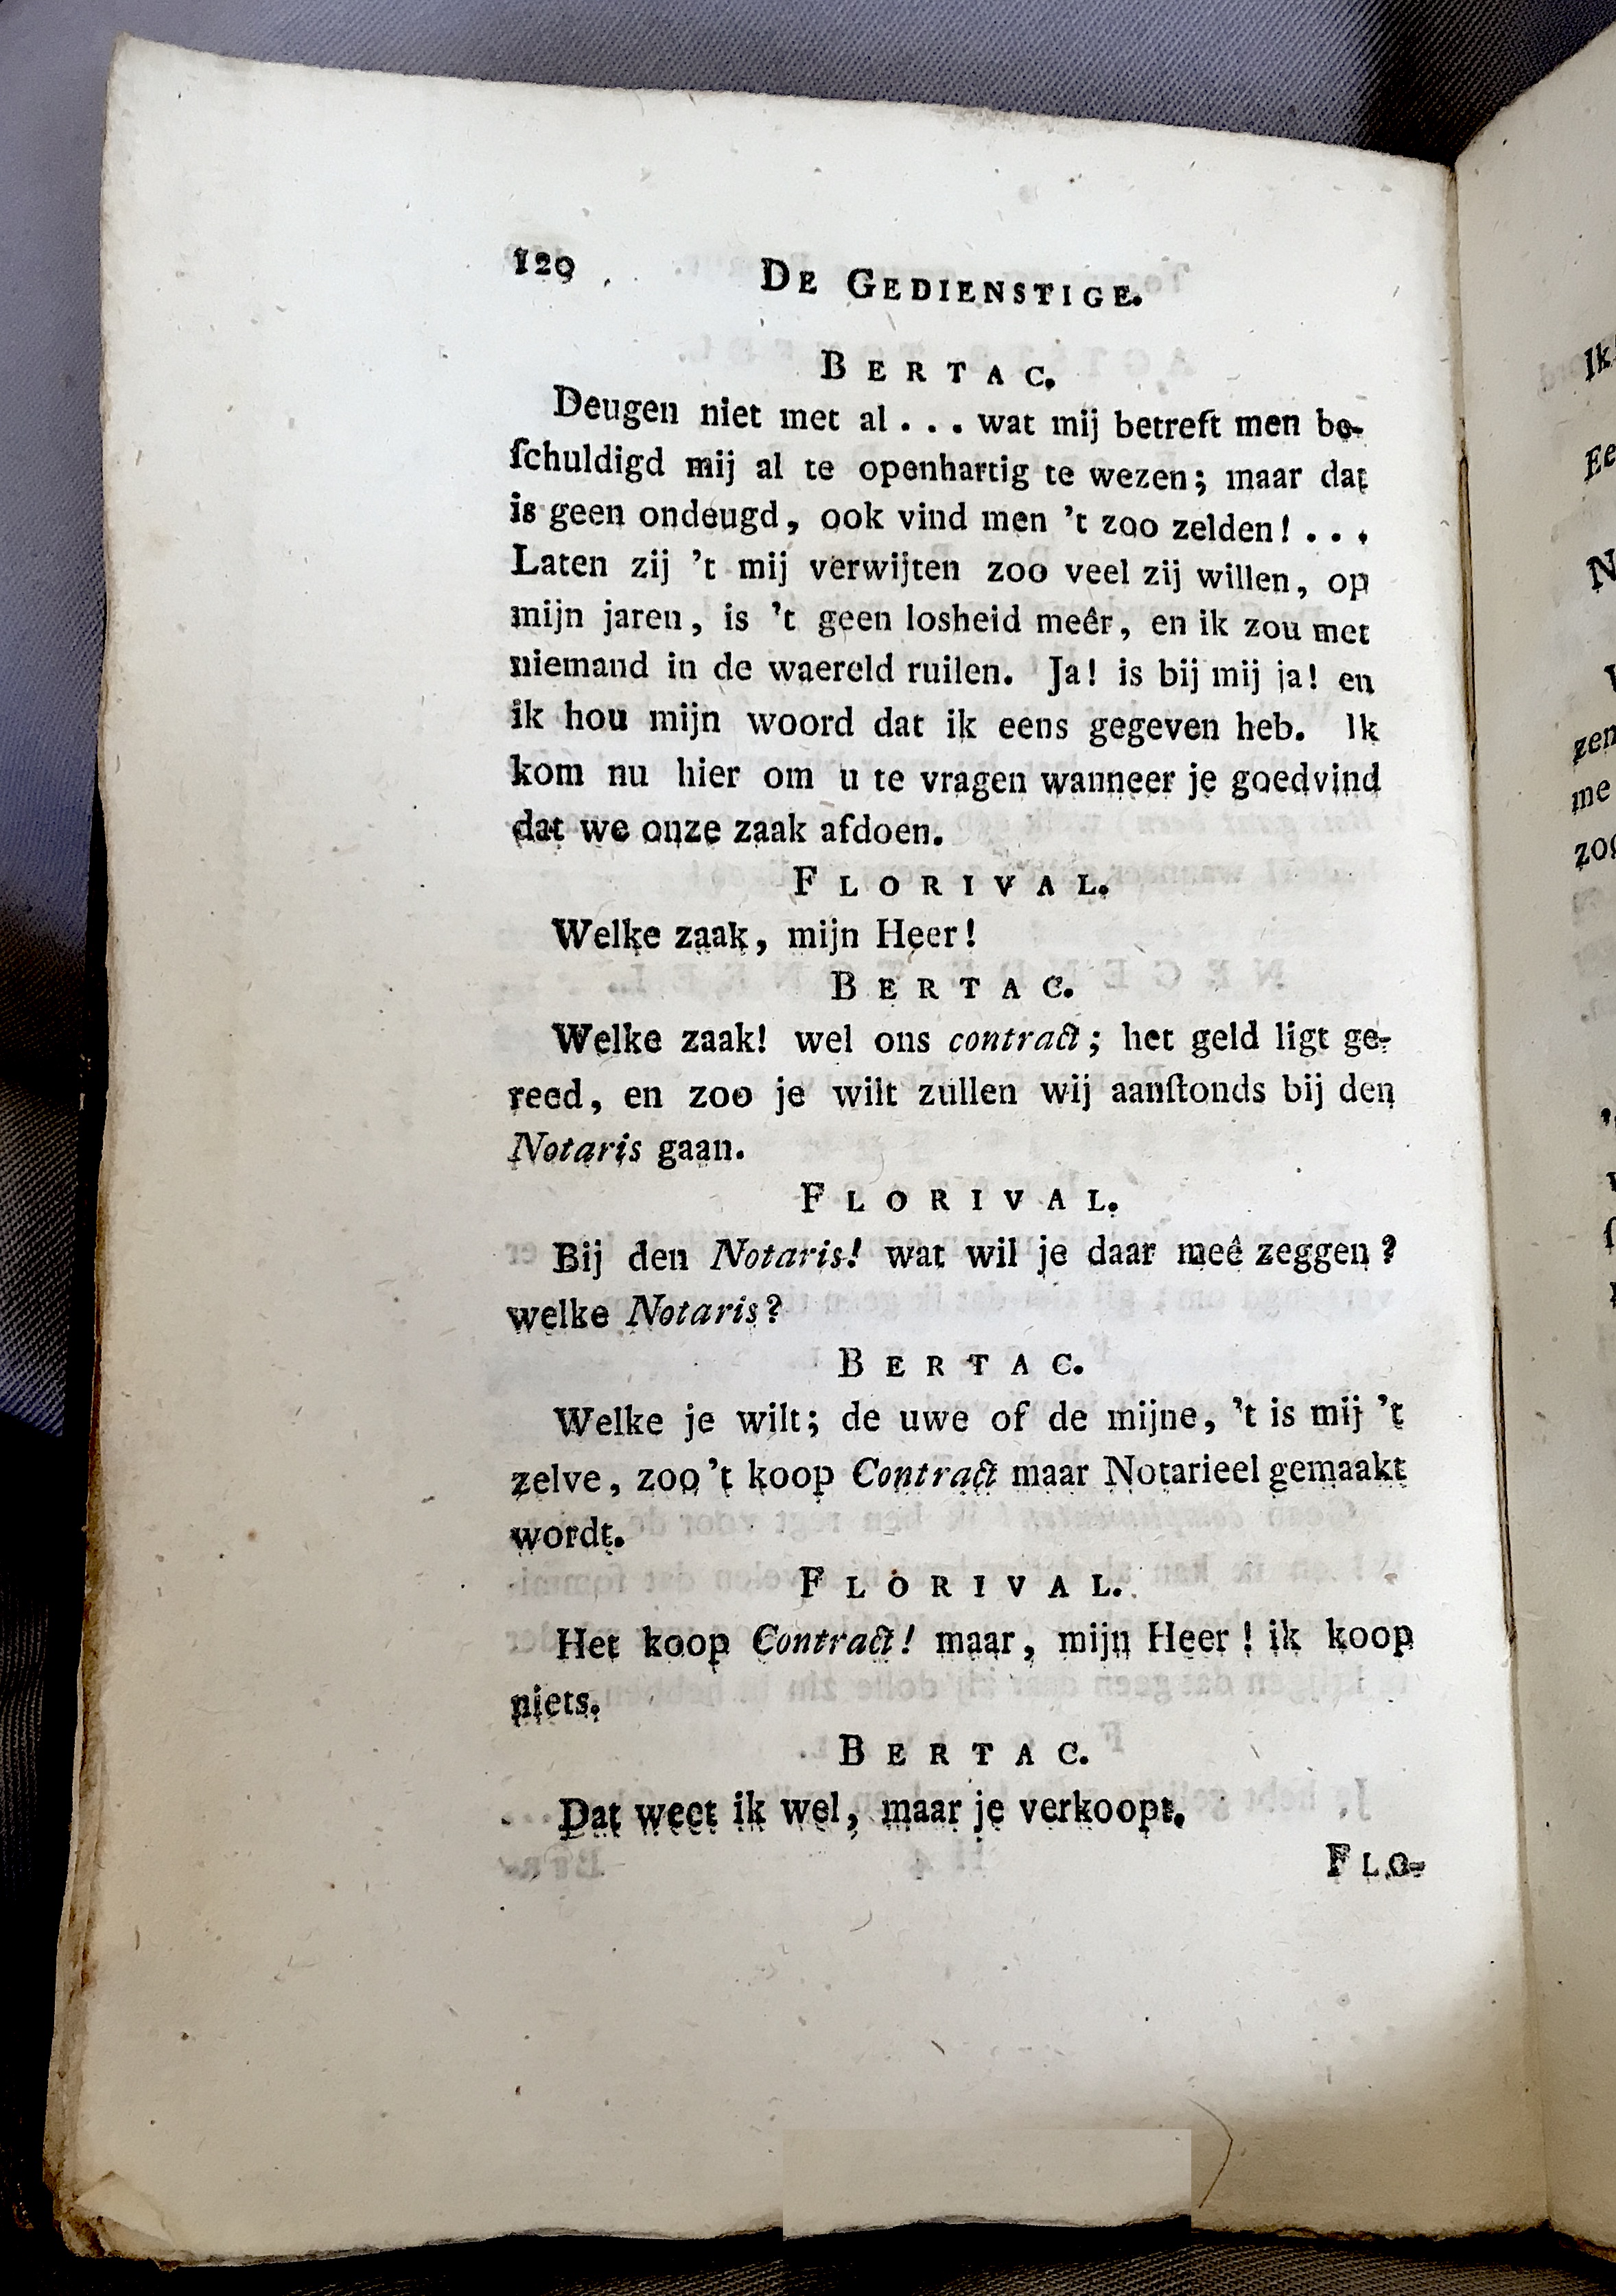 120 DE GEDIENSTIGE.
BERTAC.
Deugen niet met al... wat mij betreft men be-
ſchuldigd mij al te openhartig te wezen; maar dat
is geen ondeugd, ook vind men 't zoo zelden!...
Laten zij 't mij verwijten zoo veel zij willen, op
mijn jaren, is 't geen losheid meêr, en ik zou met
niemand in de waereld ruilen. Ja! is bij mij ja! en
ik hou mijn woord dat ik eens gegeven heb. Ik
kom nu hier om u te vragen wanneer je goedvind
dat we onze zaak afdoen.
FLORIVAL.
Welke zaak, mijn Heer!
BERTAC.
Welke zaak! wel ons contract; het geld ligt ge-
reed, en zoo je wilt zullen wij aanſtonds bij den
Notaris gaan.
FLORIVAL.
Bij den Notaris! wat wil je daar meê zeggen?
welke Notaris?
BERTAC.
Welke je wilt; de uwe of de mijne, 't is mij 't
zelve, zoo 't koop Contract maar Notarieel gemaakt
wordt.
FLORIVAL.
Het koop Contract! maar, mijn Heer! ik koop
niets.
BERTAC.
Dat weet ik wel, maar je verkoopt.
FLO-
Ik
Ee
N
zen
me